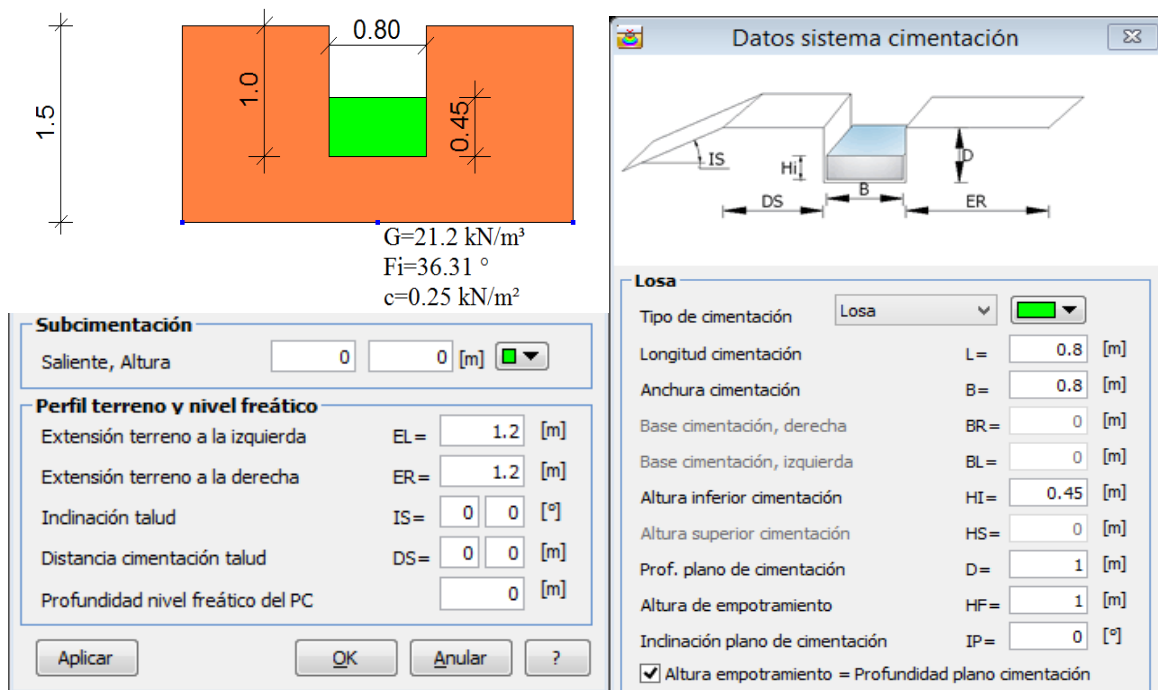 0.80
1.5
1.0
0.45
G=21.2 kN/m³
Fi=36.31 °
c=0.25 kN/m²
Subcimentación
Saliente, Altura 0 0 [m]
Perfil terreno y nivel freático
Extensión terreno a la izquierda EL= 1.2 [m]
Extensión terreno a la derecha ER= 1.2 [m]
Inclinación talud IS= 0 0 [°]
Distancia cimentación talud DS= 0 0 [m]
Profundidad nivel freático del PC 0 [m]
Aplicar OK Anular ?
Datos sistema cimentación
IS
Hi
D
B
DS
ER
Losa
Tipo de cimentación Losa
Longitud cimentación L= 0.8 [m]
Anchura cimentación B= 0.8 [m]
Base cimentación, derecha BR= 0 [m]
Base cimentación, izquierda BL= 0 [m]
Altura inferior cimentación HI= 0.45 [m]
Altura superior cimentación HS= 0 [m]
Prof. plano de cimentación D= 1 [m]
Altura de empotramiento HF= 1 [m]
Inclinación plano de cimentación IP= 0 [°]
Altura empotramiento = Profundidad plano cimentación